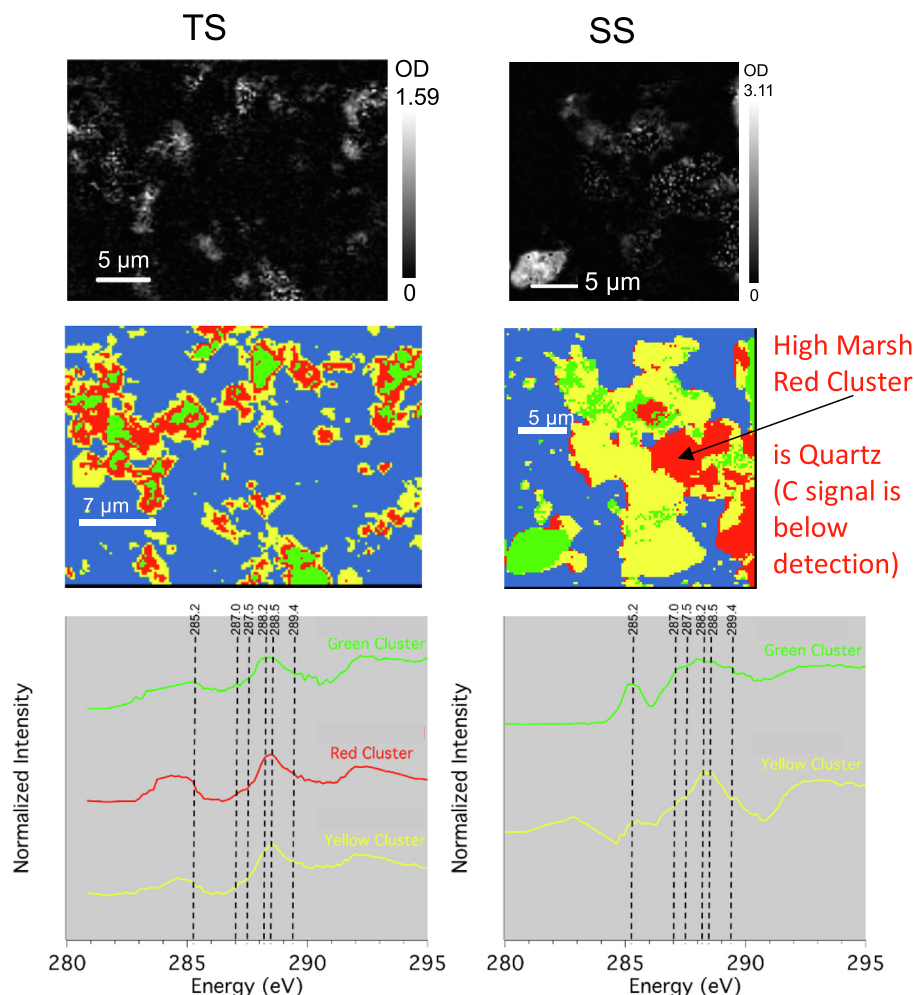 TS
SS
OD
1.59
0
5 µm
OD
3.11
0
5 µm
7 µm
5 µm
High Marsh
Red Cluster
is Quartz
(C signal is
below
detection)
285.2
287.0
287.5
288.2
288.5
289.4
Green Cluster
Red Cluster
Yellow Cluster
Normalized Intensity
280
285
290
295
Energy (eV)
285.2
287.0
287.5
288.2
288.5
289.4
Green Cluster
Yellow Cluster
Normalized Intensity
280
285
290
295
Energy (eV)